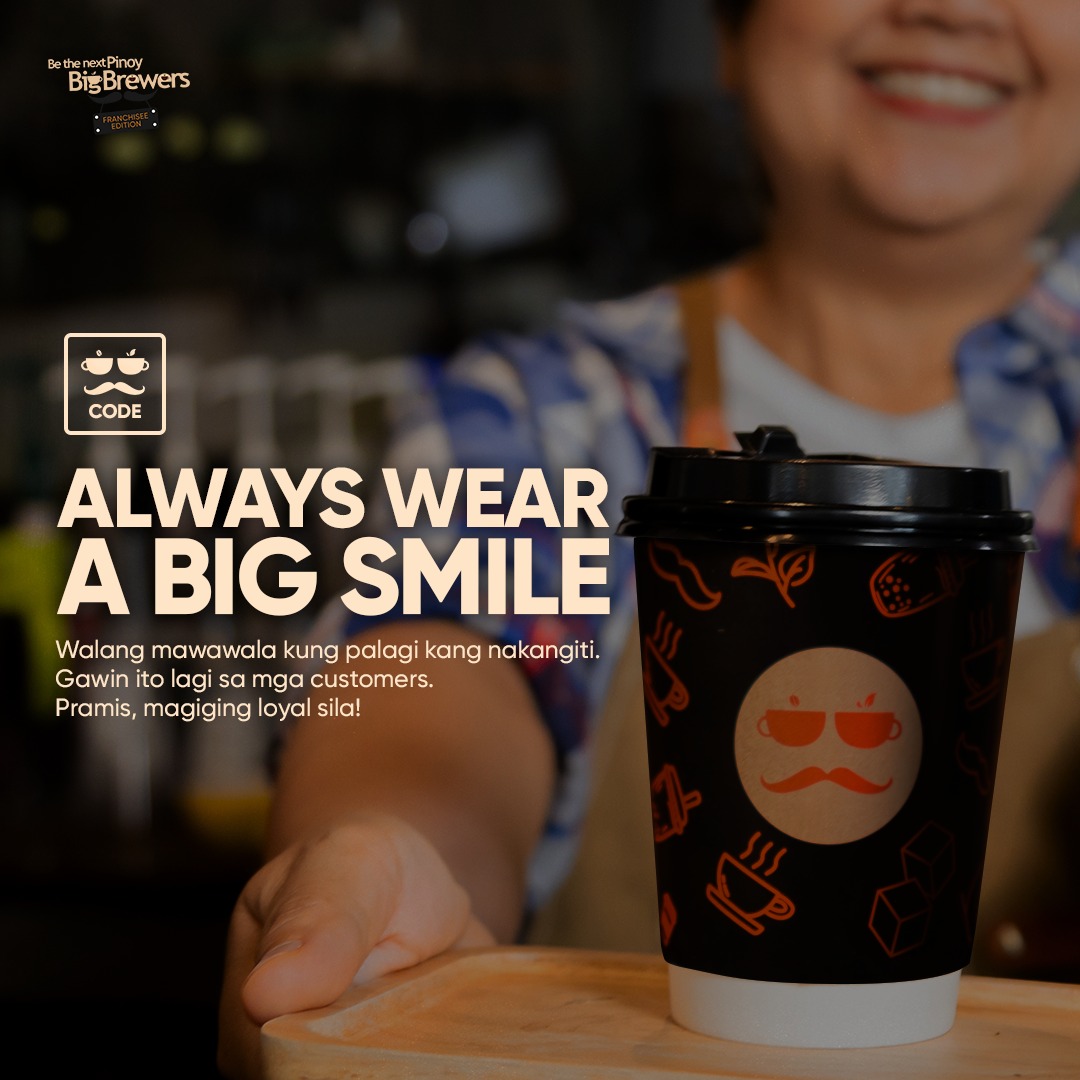 Be the next Pinoy
BigBrewers
FRANCHISEE
EDITION
CODE
ALWAYS WEAR
A BIG SMILE
Walang mawawala kung palagi kang nakangiti.
Gawin ito lagi sa mga customers.
Pramis, magiging loyal sila!